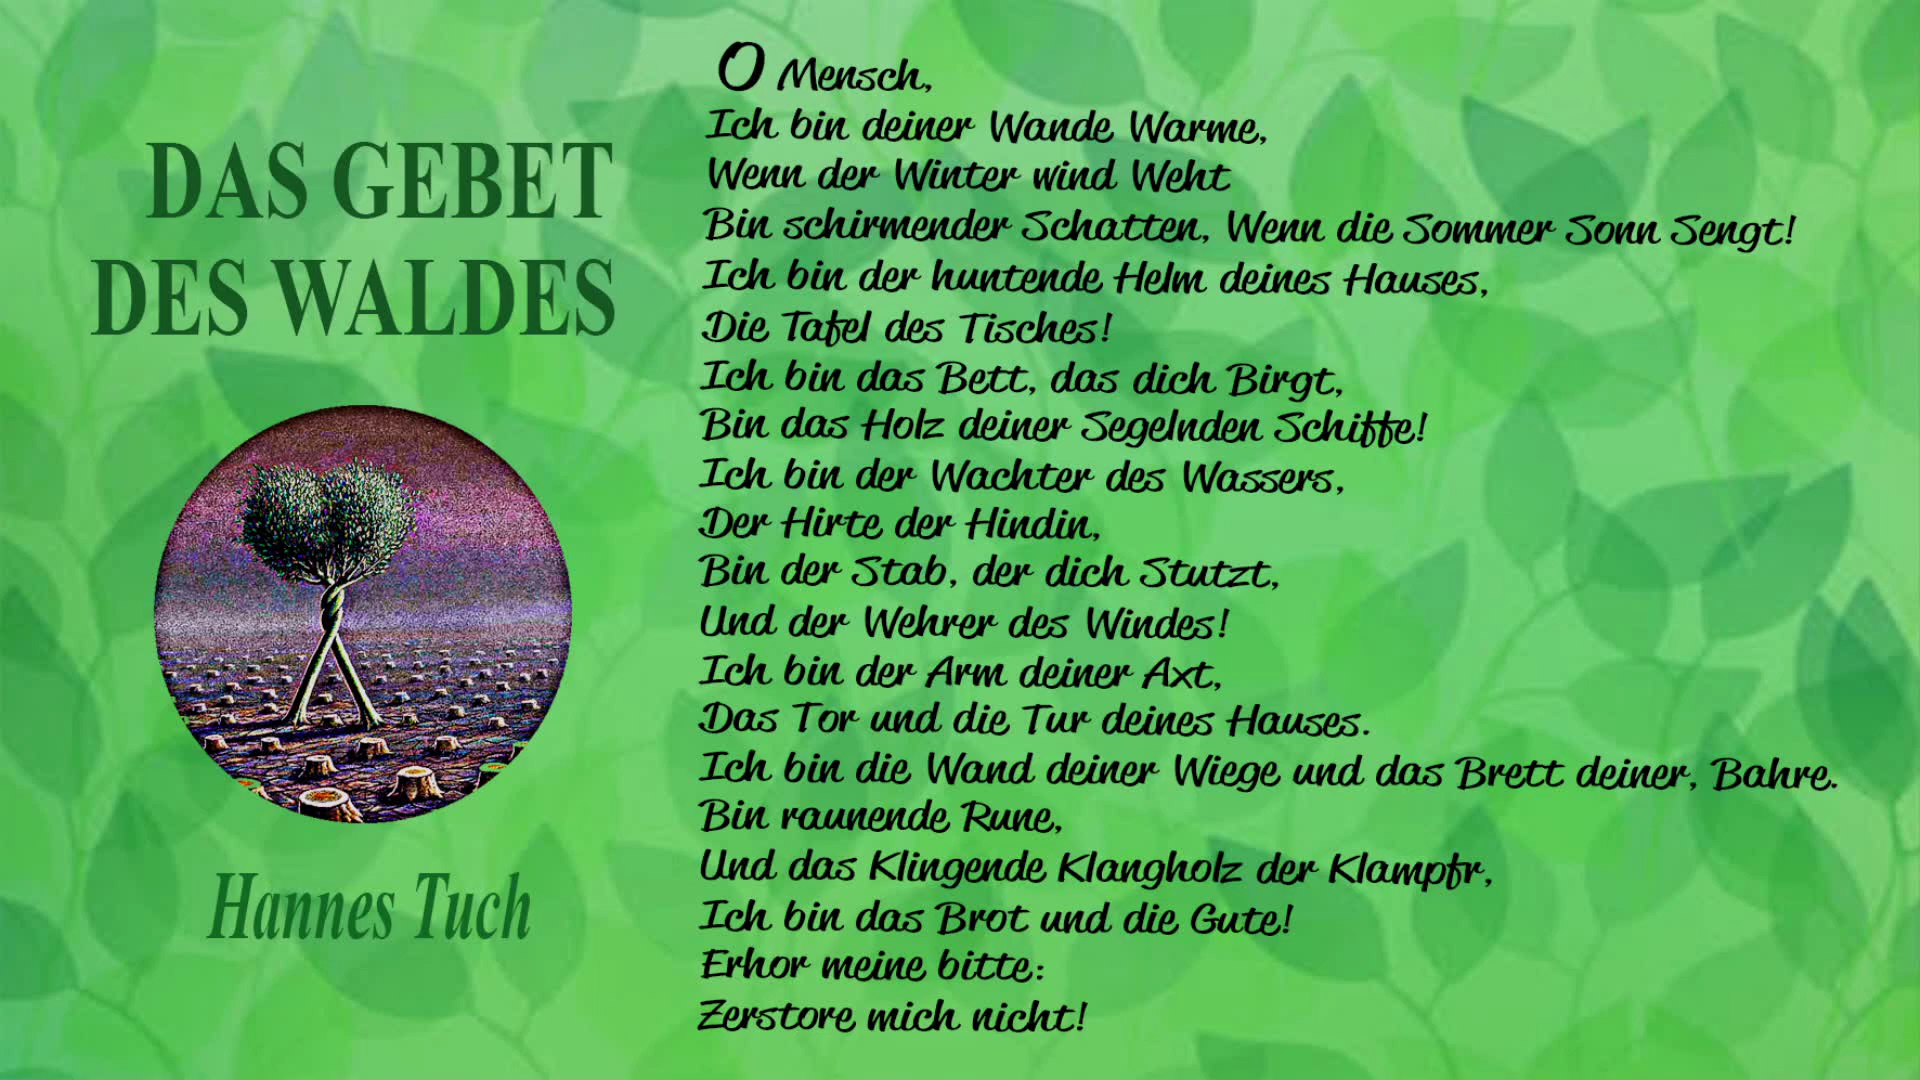 DAS GEBET
DES WALDES
Hannes Tuch
O Mensch,
Ich bin deiner Wande Warme,
Wenn der Winter wind Weht
Bin schirmender Schatten, Wenn die Sommer Sonn Sengt!
Ich bin der huntende Helm deines Hauses,
Die Tafel des Tisches!
Ich bin das Bett, das dich Birgt,
Bin das Holz deiner Segelnden Schiffe!
Ich bin der Wachter des Wassers,
Der Hirte der Hindin,
Bin der Stab, der dich Stutzt,
Und der Wehrer des Windes!
Ich bin der Arm deiner Axt,
Das Tor und die Tur deines Hauses.
Ich bin die Wand deiner Wiege und das Brett deiner, Bahre.
Bin raunende Rune,
Und das Klingende Klangholz der Klampfr,
Ich bin das Brot und die Gute!
Erhor meine bitte:
Zerstore mich nicht!